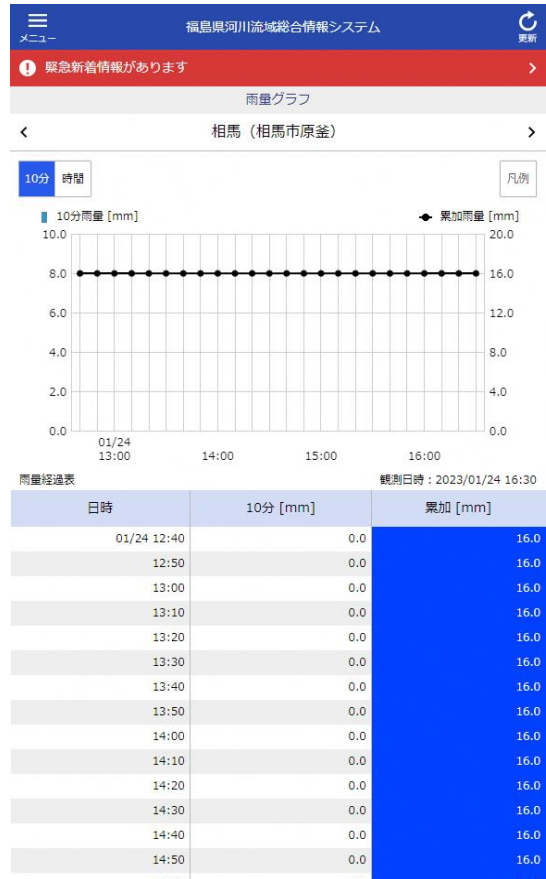 メニュー
福島県河川流域総合情報システム
更新
緊急新着情報があります
雨量グラフ
相馬（相馬市原釜）
10分 時間
凡例
10分雨量 [mm] 累加雨量 [mm]
10.0 20.0
8.0 16.0
6.0 12.0
4.0 8.0
2.0 4.0
0.0 0.0
01/24
13:00 14:00 15:00 16:00
雨量経過表 観測日時：2023/01/24 16:30
日時 10分 [mm] 累加 [mm]
01/24 12:40 0.0 16.0
12:50 0.0 16.0
13:00 0.0 16.0
13:10 0.0 16.0
13:20 0.0 16.0
13:30 0.0 16.0
13:40 0.0 16.0
13:50 0.0 16.0
14:00 0.0 16.0
14:10 0.0 16.0
14:20 0.0 16.0
14:30 0.0 16.0
14:40 0.0 16.0
14:50 0.0 16.0